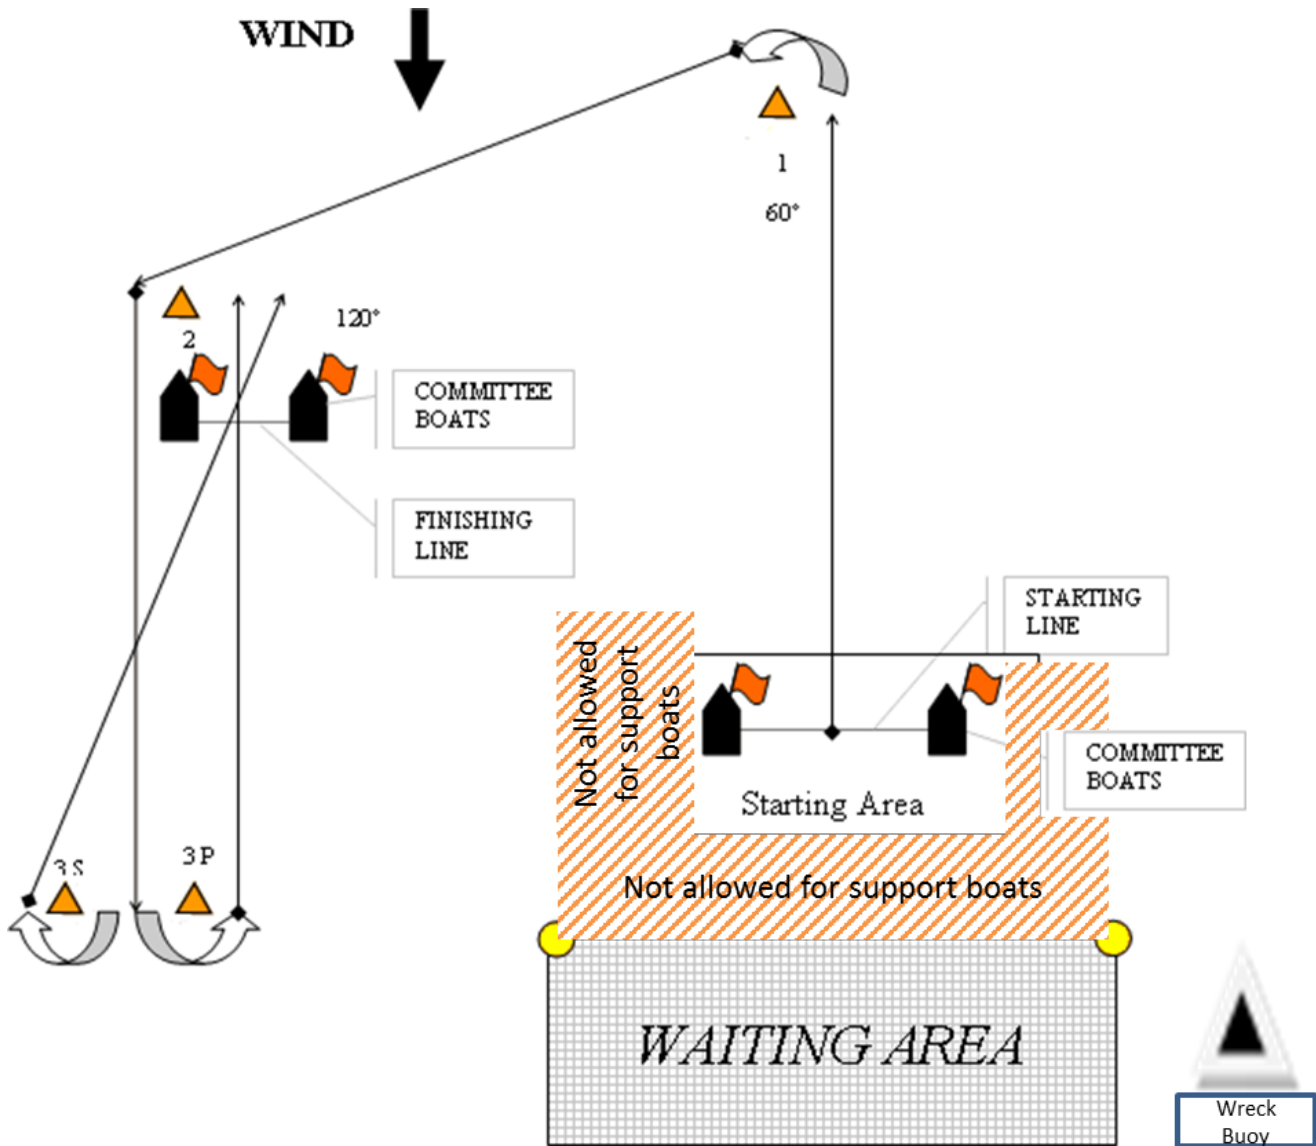 WIND
1
60°
2
120°
COMMITTEE
BOATS
FINISHING
LINE
STARTING
LINE
Not allowed
for support
boats
COMMITTEE
BOATS
Starting Area
3 S
3 P
Not allowed for support boats
WAITING AREA
Wreck
Buoy